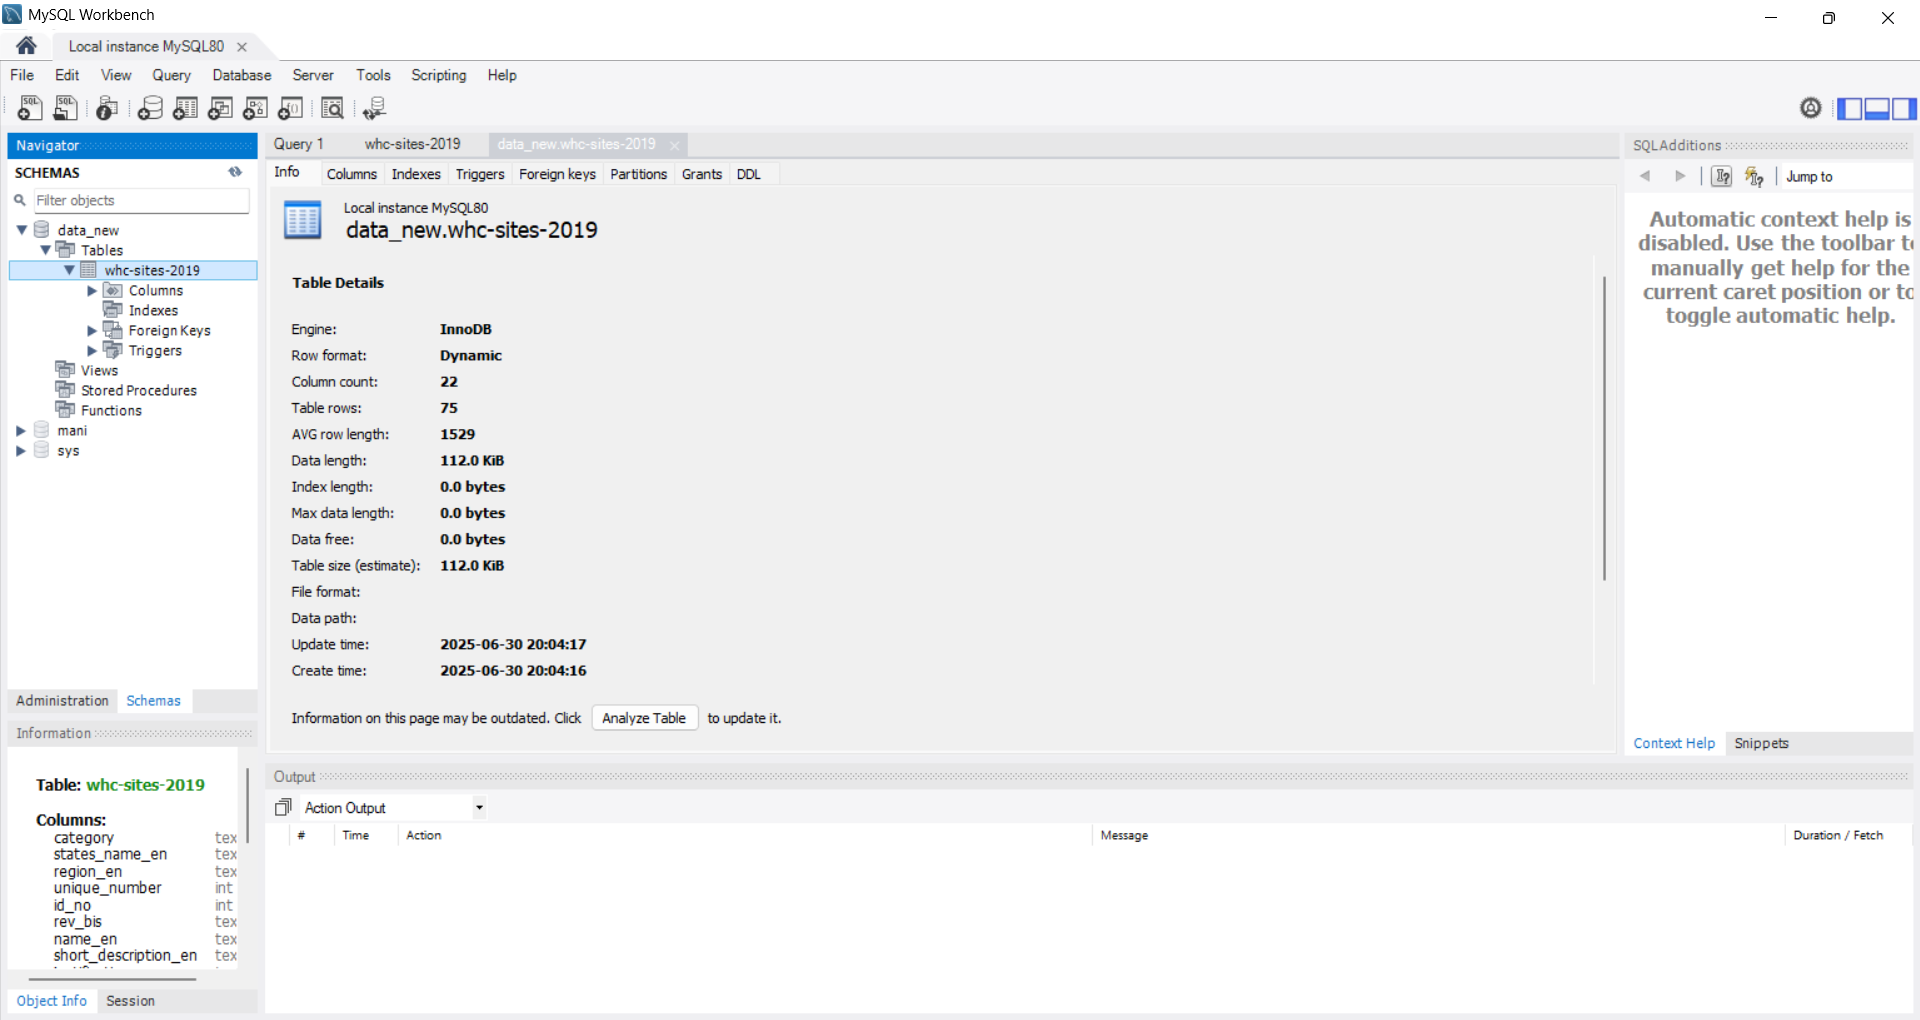 MySQL Workbench
Local instance MySQL80
File Edit View Query Database Server Tools Scripting Help
Navigator
SCHEMAS
Filter objects
data_new
Tables
whc-sites-2019
Columns
Indexes
Foreign Keys
Triggers
Views
Stored Procedures
Functions
mani
sys
Administration Schemas
Information
Table: whc-sites-2019
Columns:
category tex
states_name_en tex
region_en tex
unique_number int
id_no int
rev_bis tex
name_en tex
short_description_en tex
Object Info Session
Query 1 whc-sites-2019 data_new.whc-sites-2019
Info Columns Indexes Triggers Foreign keys Partitions Grants DDL
Local instance MySQL80
data_new.whc-sites-2019
Table Details
Engine: InnoDB
Row format: Dynamic
Column count: 22
Table rows: 75
AVG row length: 1529
Data length: 112.0 KiB
Index length: 0.0 bytes
Max data length: 0.0 bytes
Data free: 0.0 bytes
Table size (estimate): 112.0 KiB
File format:
Data path:
Update time: 2025-06-30 20:04:17
Create time: 2025-06-30 20:04:16
Information on this page may be outdated. Click Analyze Table to update it.
Output
Action Output
# Time Action Message Duration / Fetch
SQLAdditions
Jump to
Automatic context help is
disabled. Use the toolbar to
manually get help for the
current caret position or to
toggle automatic help.
Context Help Snippets